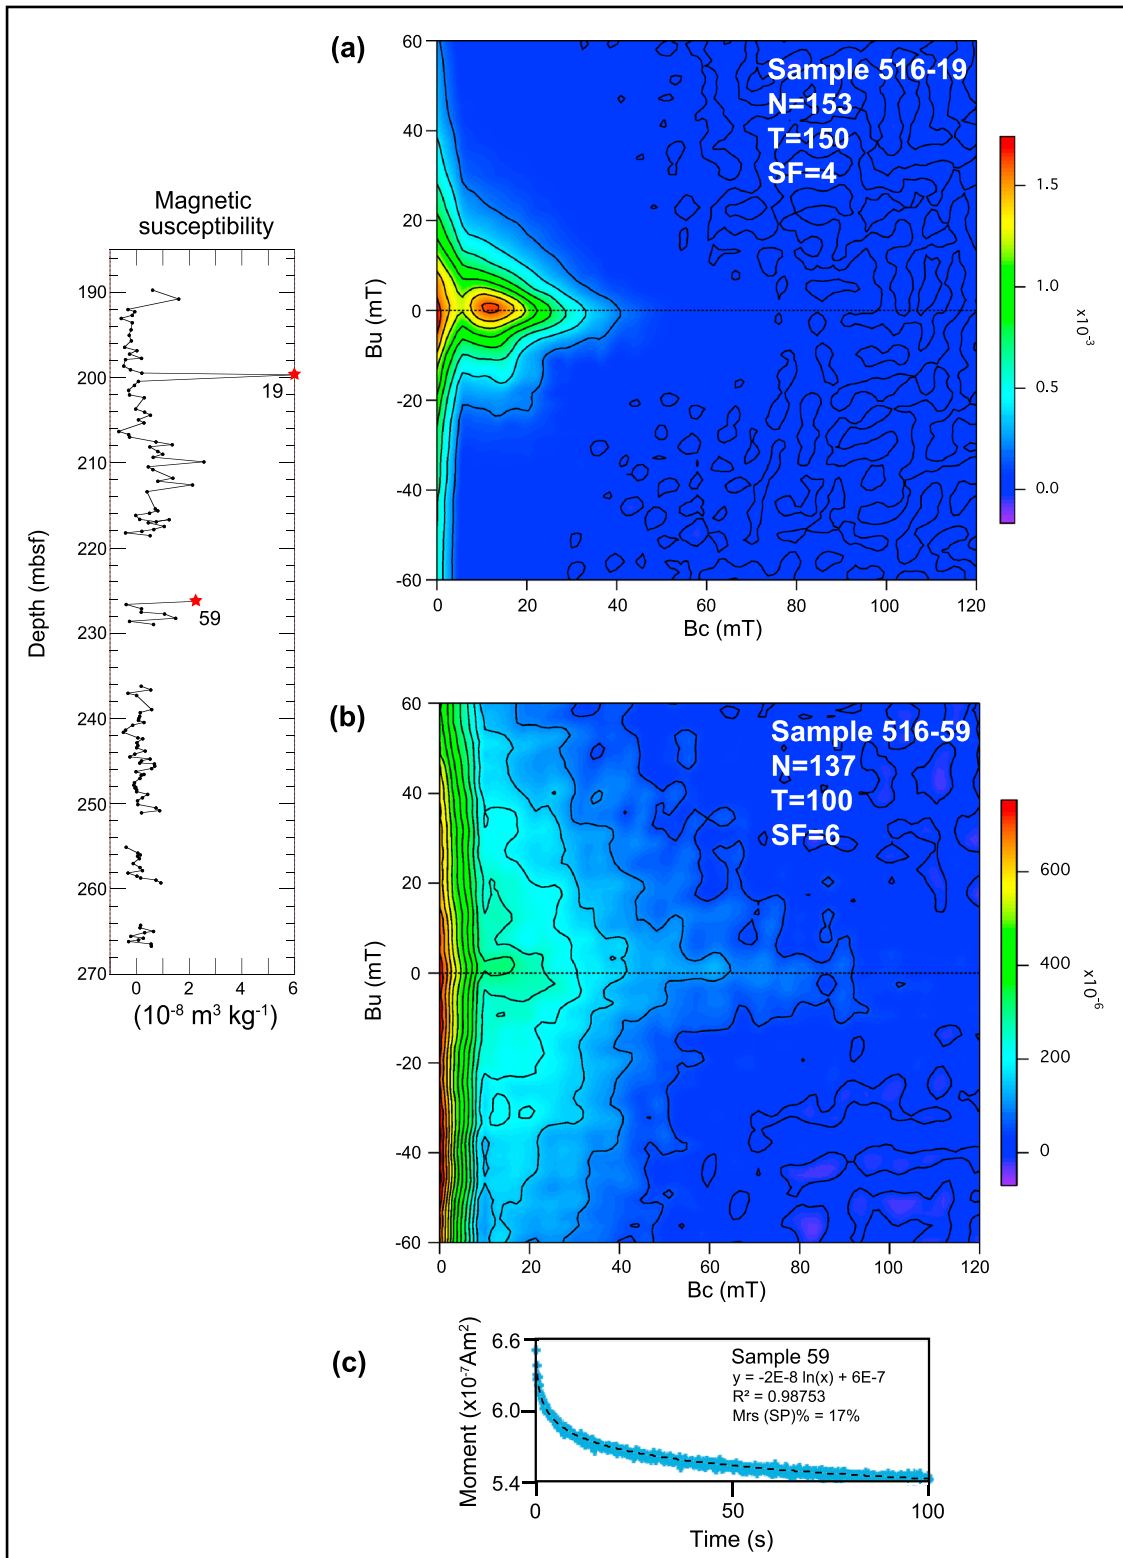 Magnetic
susceptibility
190
200
210
220
230
240
250
260
270
Depth (mbsf)
19
59
0 2 4 6
(10⁻⁸ m³ kg⁻¹)
(a)
Sample 516-19
N=153
T=150
SF=4
60
40
20
0
-20
-40
-60
Bu (mT)
0 20 40 60 80 100 120
Bc (mT)
1.5
1.0
0.5
0.0
x10⁻³
(b)
Sample 516-59
N=137
T=100
SF=6
60
40
20
0
-20
-40
-60
Bu (mT)
0 20 40 60 80 100 120
Bc (mT)
600
400
200
0
x10⁻⁶
(c)
Sample 59
y = -2E-8 ln(x) + 6E-7
R² = 0.98753
Mrs (SP)% = 17%
6.6
6.0
5.4
Moment (x10⁻⁷Am²)
0 50 100
Time (s)